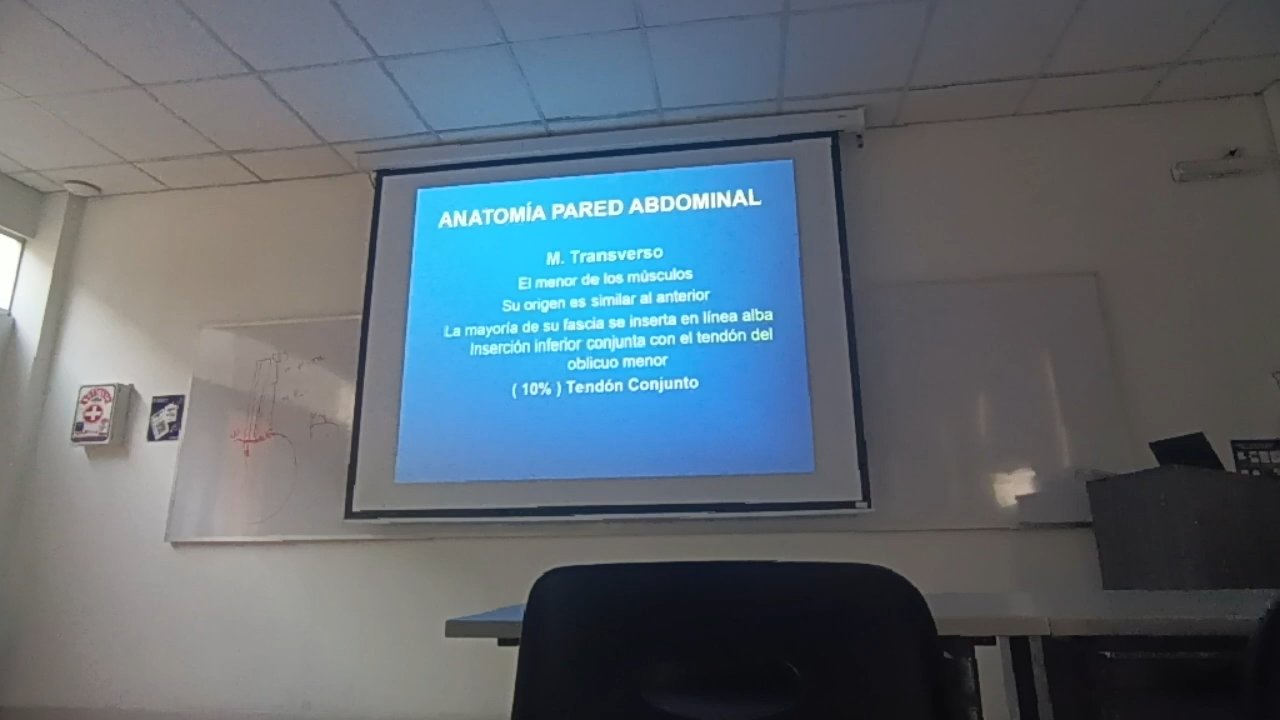 ANATOMÍA PARED ABDOMINAL
M. Transverso
El menor de los músculos
Su origen es similar al anterior
La mayoría de su fascia se inserta en línea alba
Inserción inferior conjunta con el tendón del
oblicuo menor
( 10% ) Tendón Conjunto